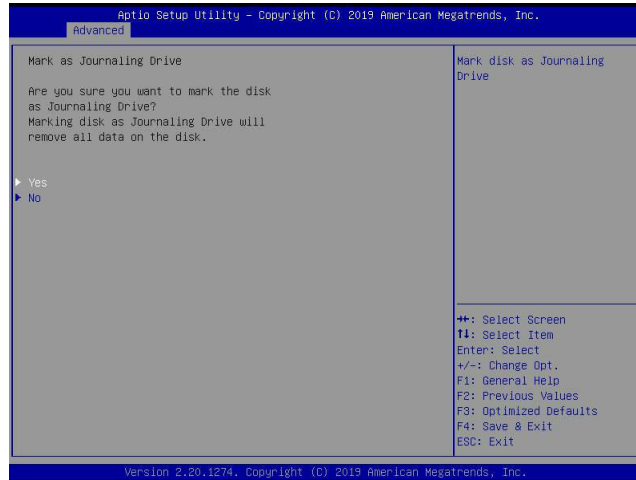 Aptio Setup Utility – Copyright (C) 2019 American Megatrends, Inc.
Advanced
Mark as Journaling Drive
Are you sure you want to mark the disk
as Journaling Drive?
Marking disk as Journaling Drive will
remove all data on the disk.
▶ Yes
▶ No
Mark disk as Journaling
Drive
→←: Select Screen
↑↓: Select Item
Enter: Select
+/-: Change Opt.
F1: General Help
F2: Previous Values
F3: Optimized Defaults
F4: Save & Exit
ESC: Exit
Version 2.20.1274. Copyright (C) 2019 American Megatrends, Inc.